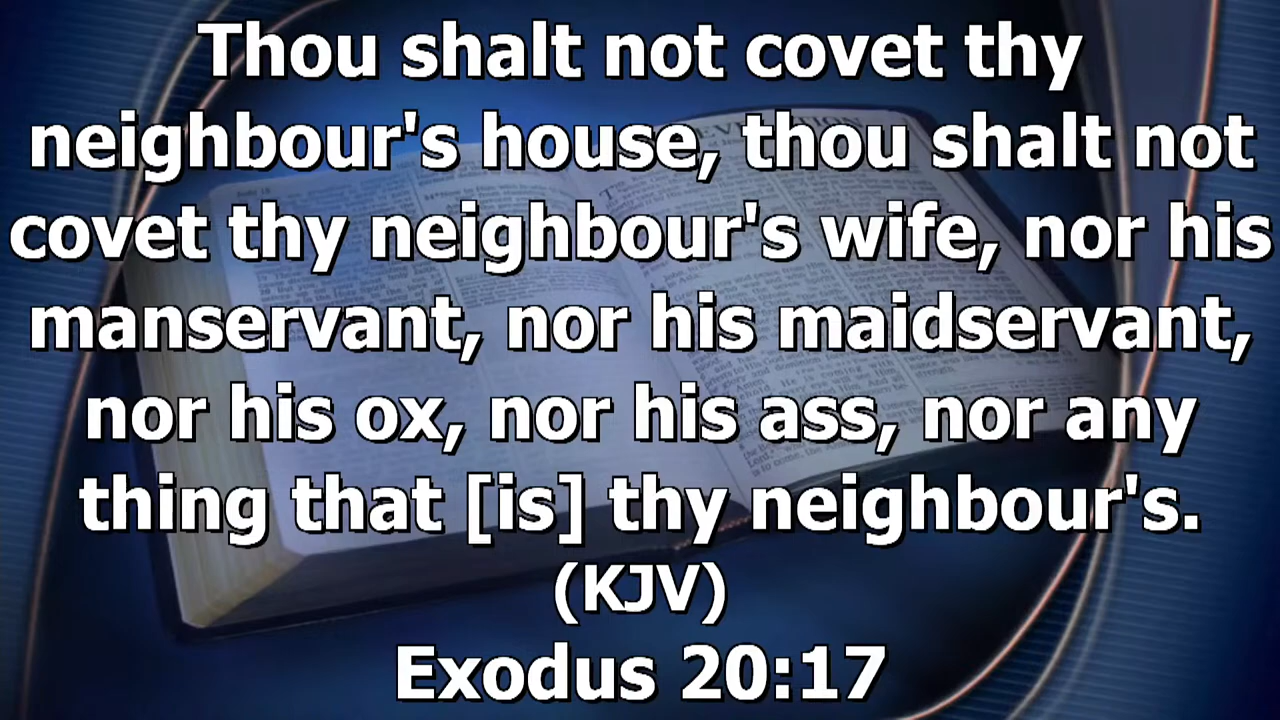 Thou shalt not covet thy
neighbour's house, thou shalt not
covet thy neighbour's wife, nor his
manservant, nor his maidservant,
nor his ox, nor his ass, nor any
thing that [is] thy neighbour's.
(KJV)
Exodus 20:17